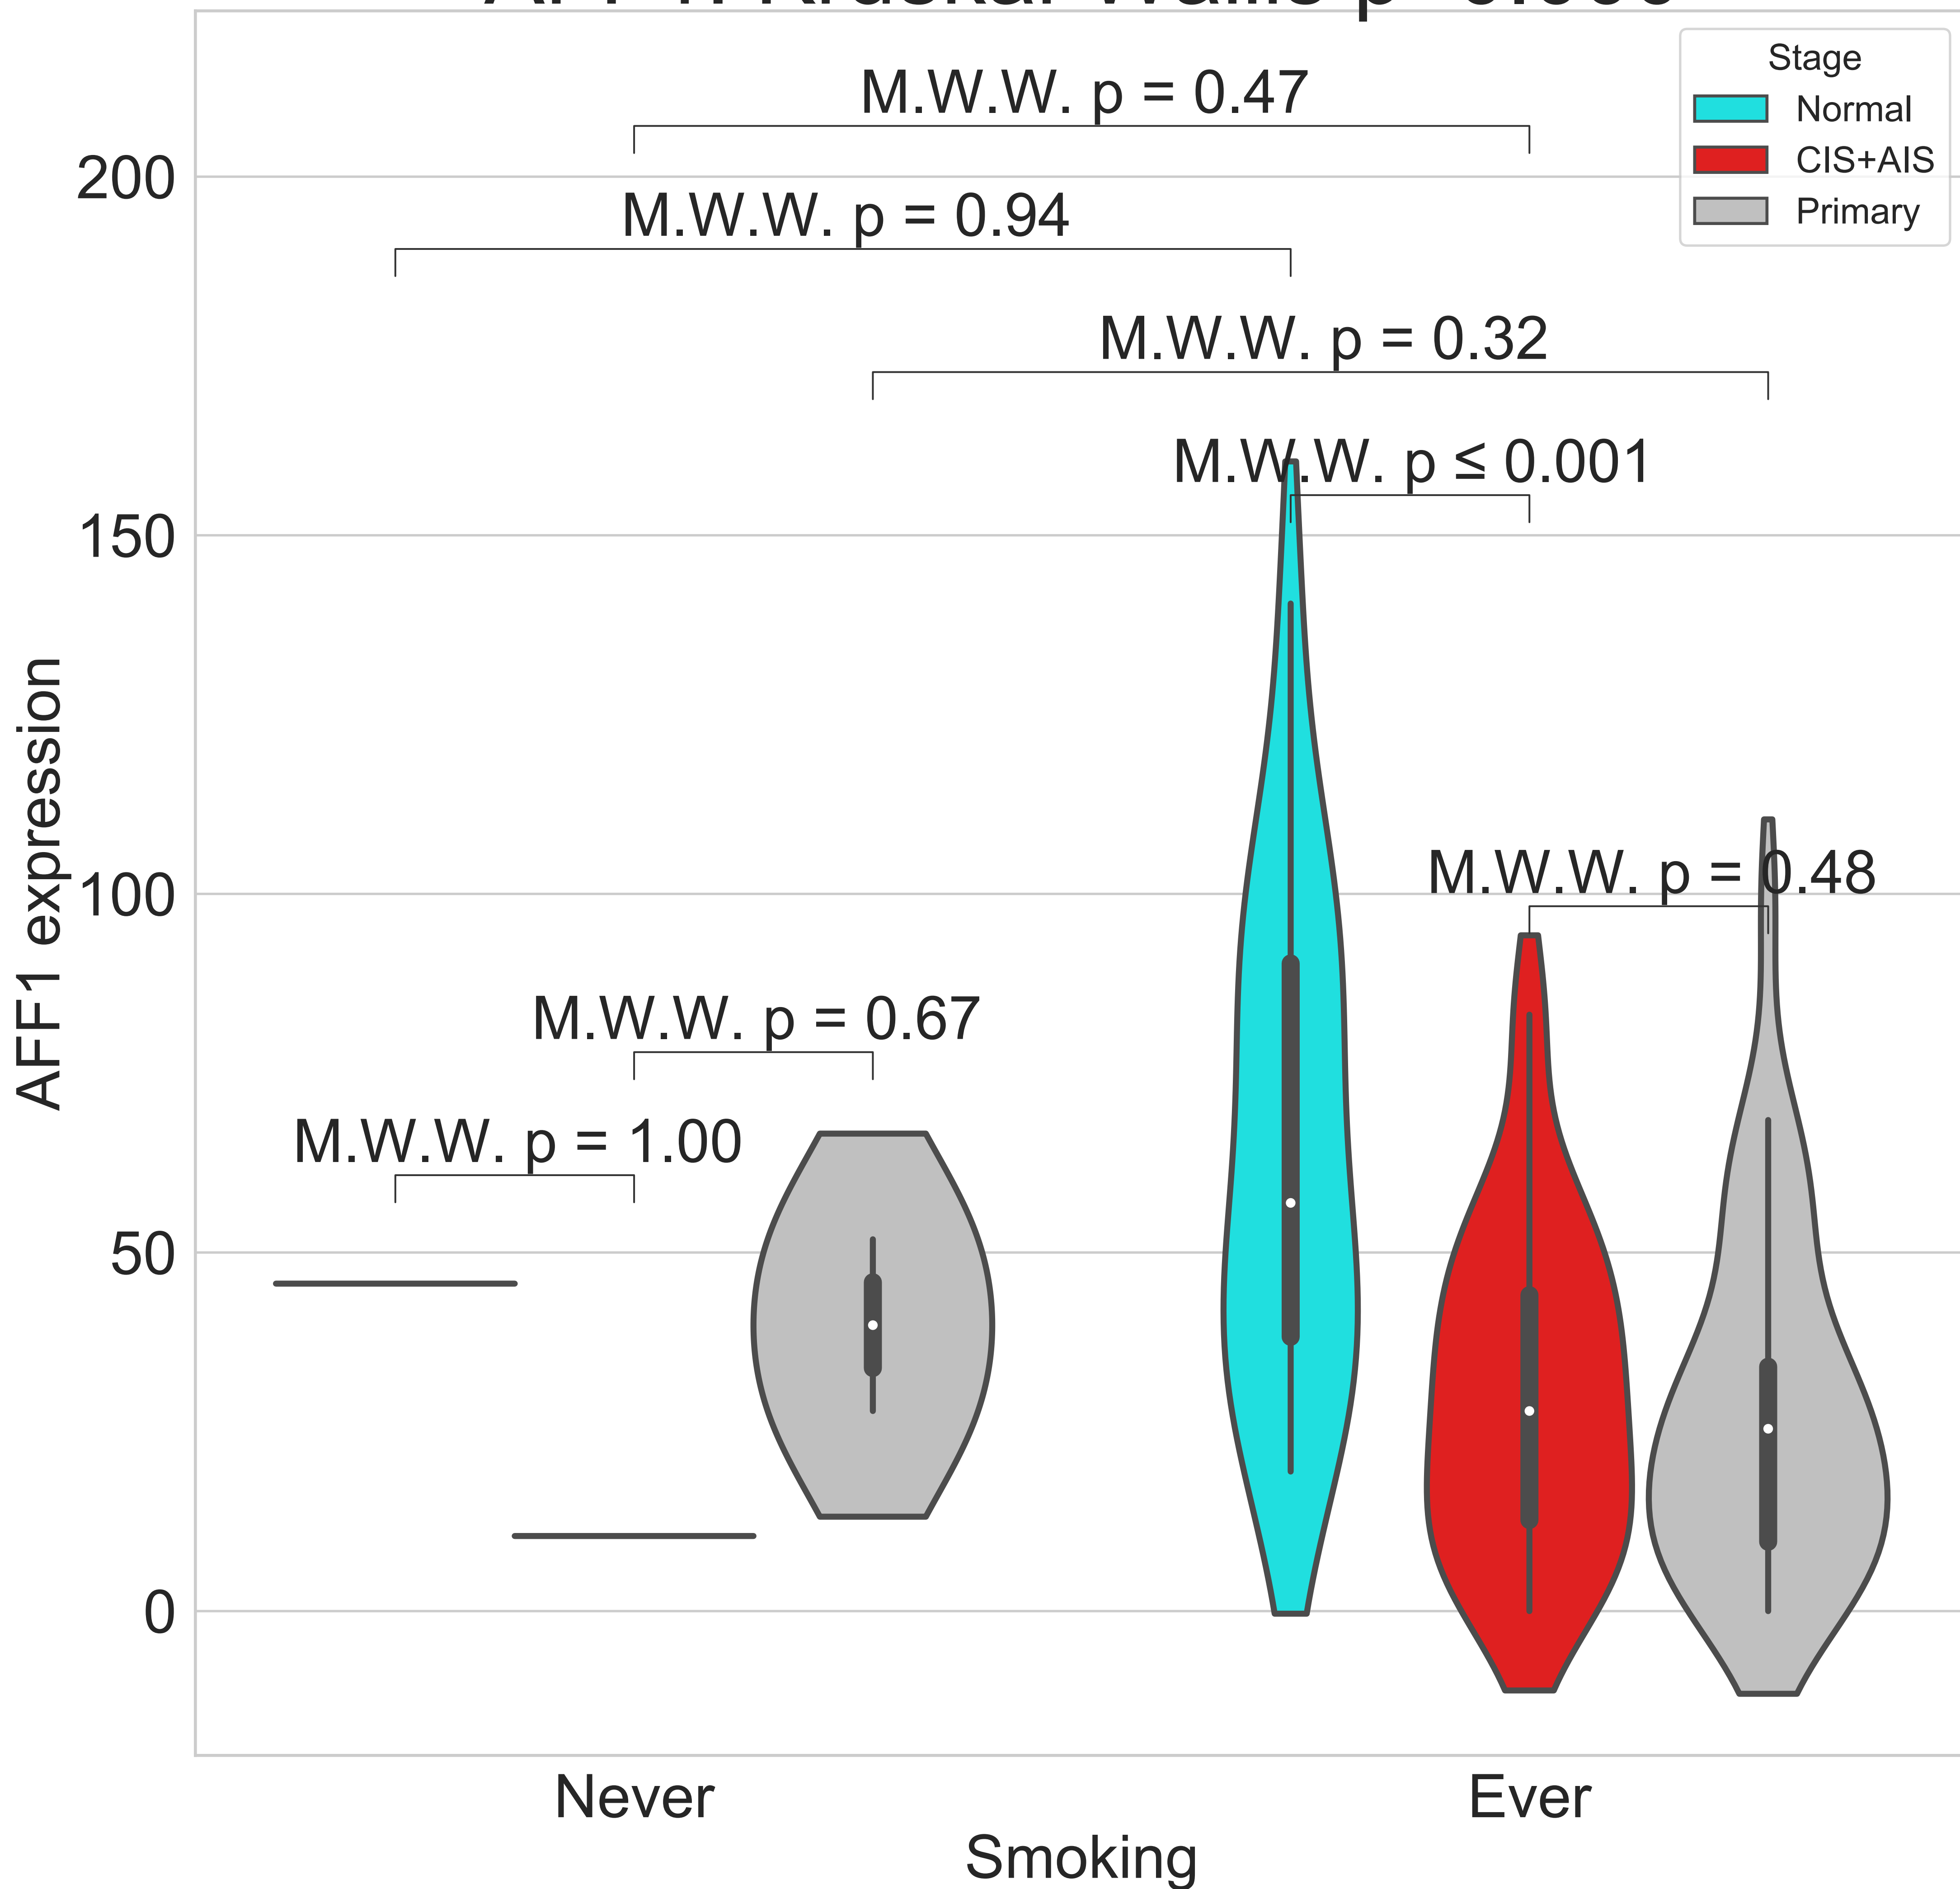 Stage
Normal
CIS+AIS
Primary
M.W.W. p = 0.47
M.W.W. p = 0.94
M.W.W. p = 0.32
M.W.W. p ≤ 0.001
M.W.W. p = 0.48
M.W.W. p = 0.67
M.W.W. p = 1.00
200
150
100
50
0
AFF1 expression
Never
Ever
Smoking